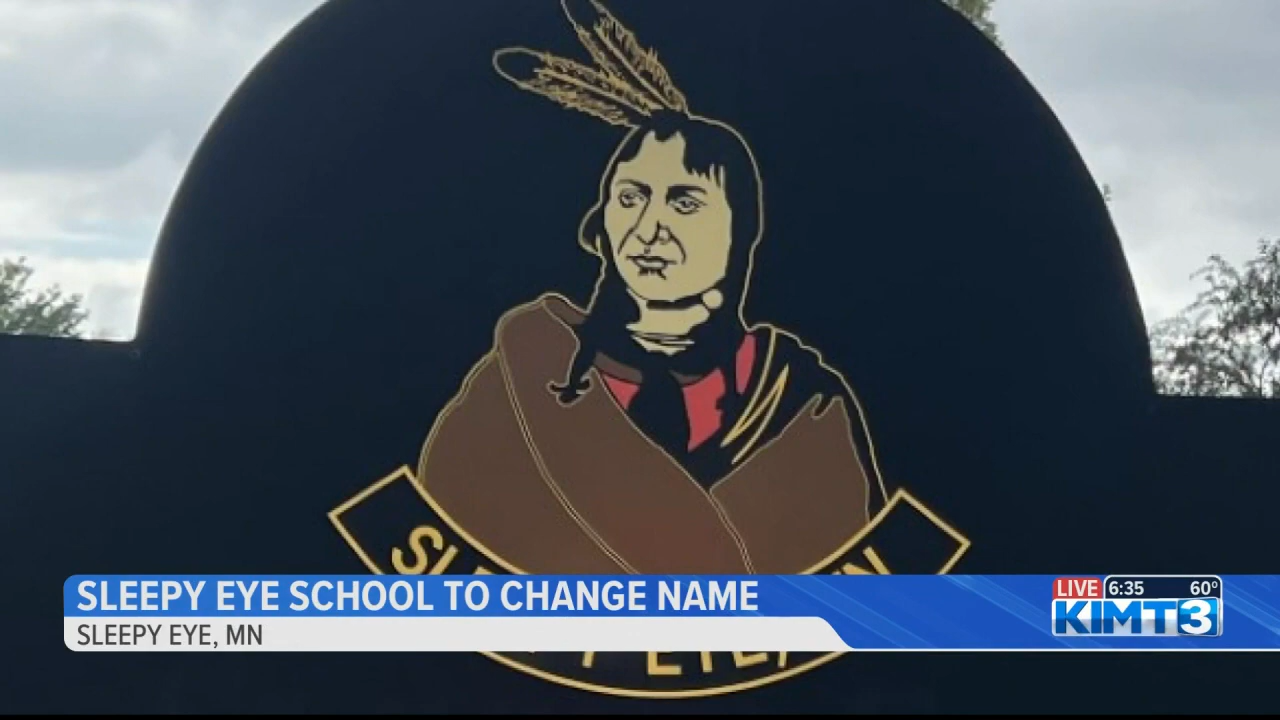 SLEEPY EYE SCHOOL TO CHANGE NAME
SLEEPY EYE, MN
LIVE 6:35 60°
KIMT3